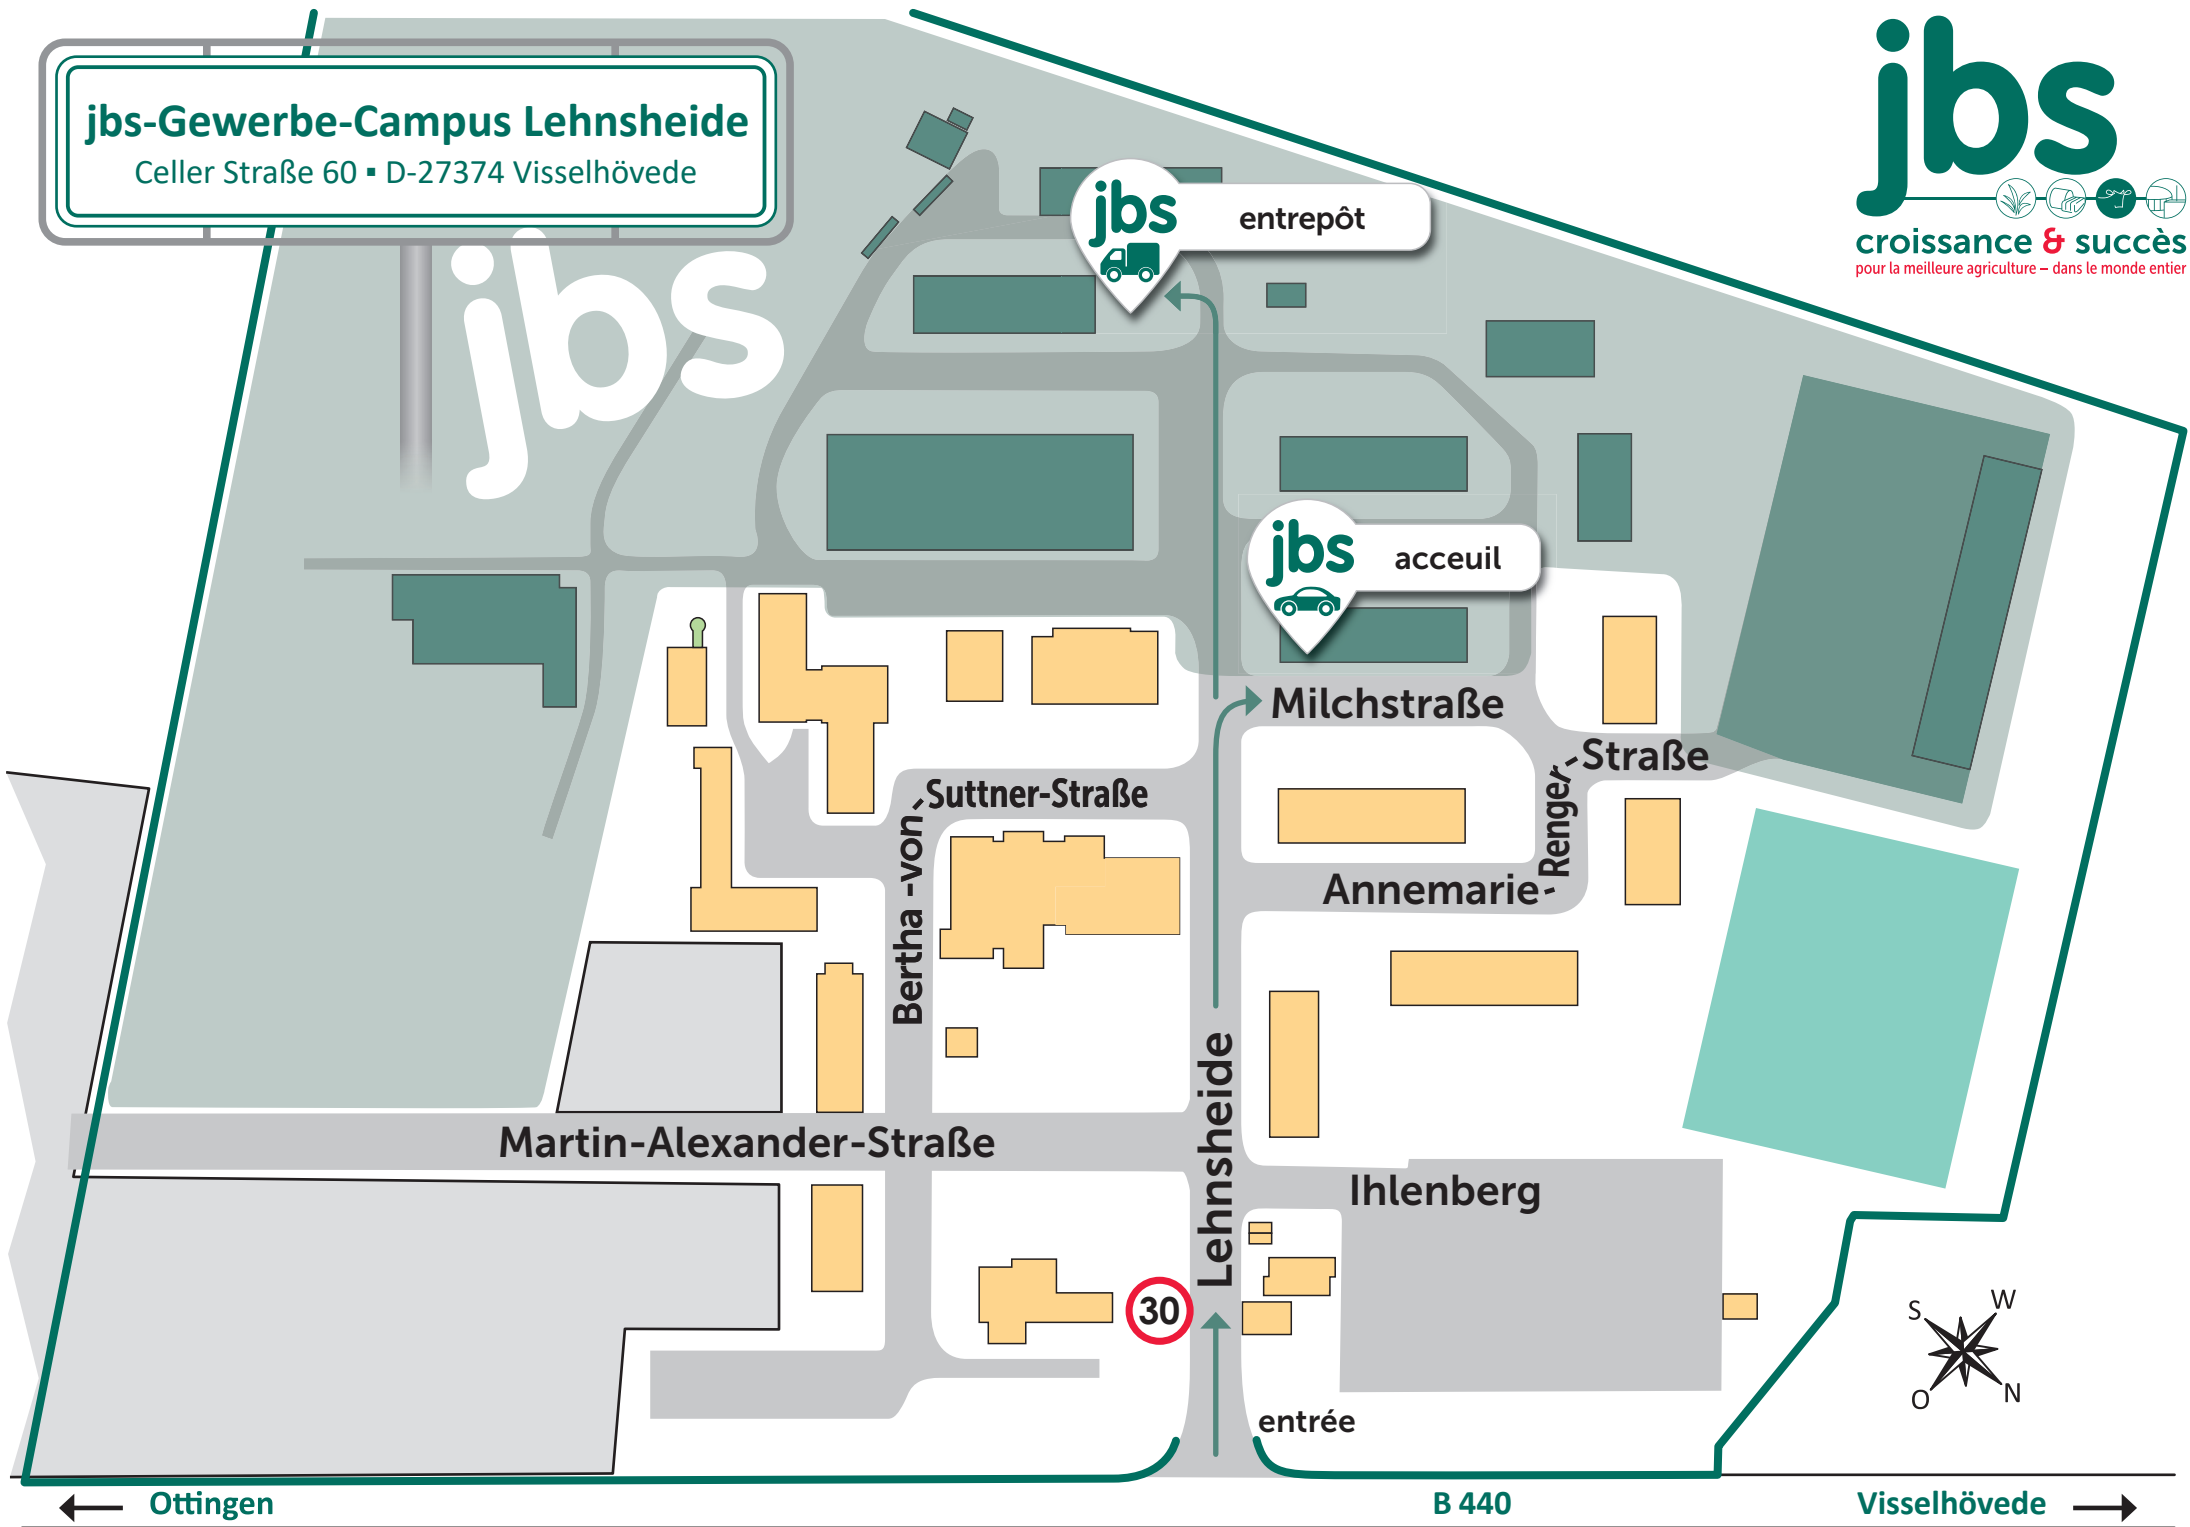 jbs-Gewerbe-Campus Lehnsheide
Celler Straße 60 ▪ D-27374 Visselhövede
jbs
croissance & succès
pour la meilleure agriculture – dans le monde entier
jbs
jbs
entrepôt
jbs
acceuil
Milchstraße
Straße
Renger-
Annemarie-
Suttner-Straße
Bertha -von-
Martin-Alexander-Straße
Lehnsheide
Ihlenberg
30
entrée
S
W
O
N
Ottingen
B 440
Visselhövede